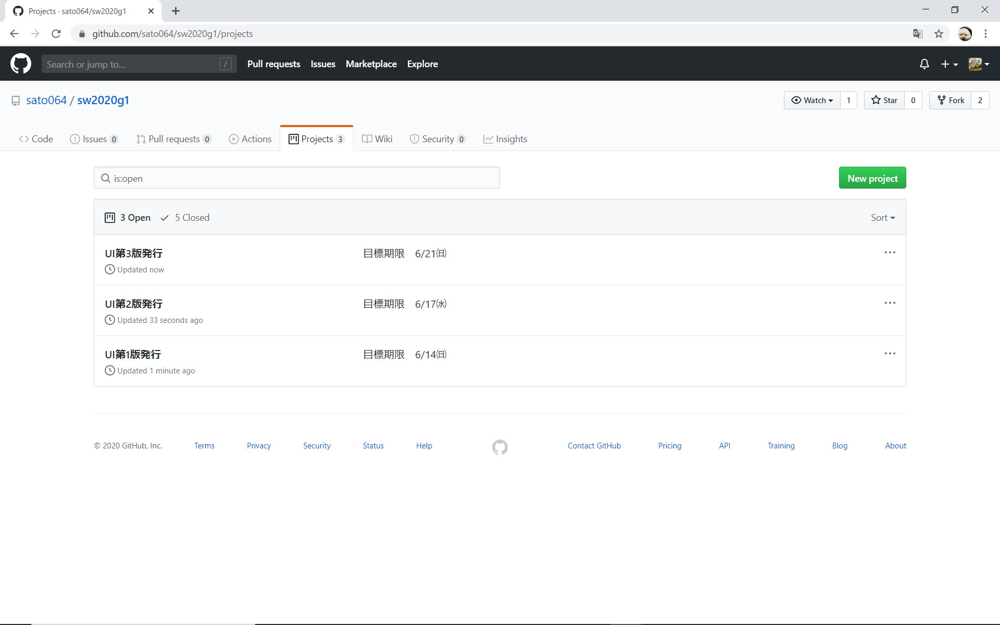 Projects · sato064/sw2020g1
github.com/sato064/sw2020g1/projects
Search or jump to... / Pull requests Issues Marketplace Explore
sato064 / sw2020g1 Watch 1 Star 0 Fork 2
Code Issues 0 Pull requests 0 Actions Projects 3 Wiki Security 0 Insights
is:open New project
3 Open 5 Closed Sort
UI第3版発行 目標期限 6/21㈰
Updated now
UI第2版発行 目標期限 6/17㈬
Updated 33 seconds ago
UI第1版発行 目標期限 6/14㈰
Updated 1 minute ago
© 2020 GitHub, Inc. Terms Privacy Security Status Help Contact GitHub Pricing API Training Blog About